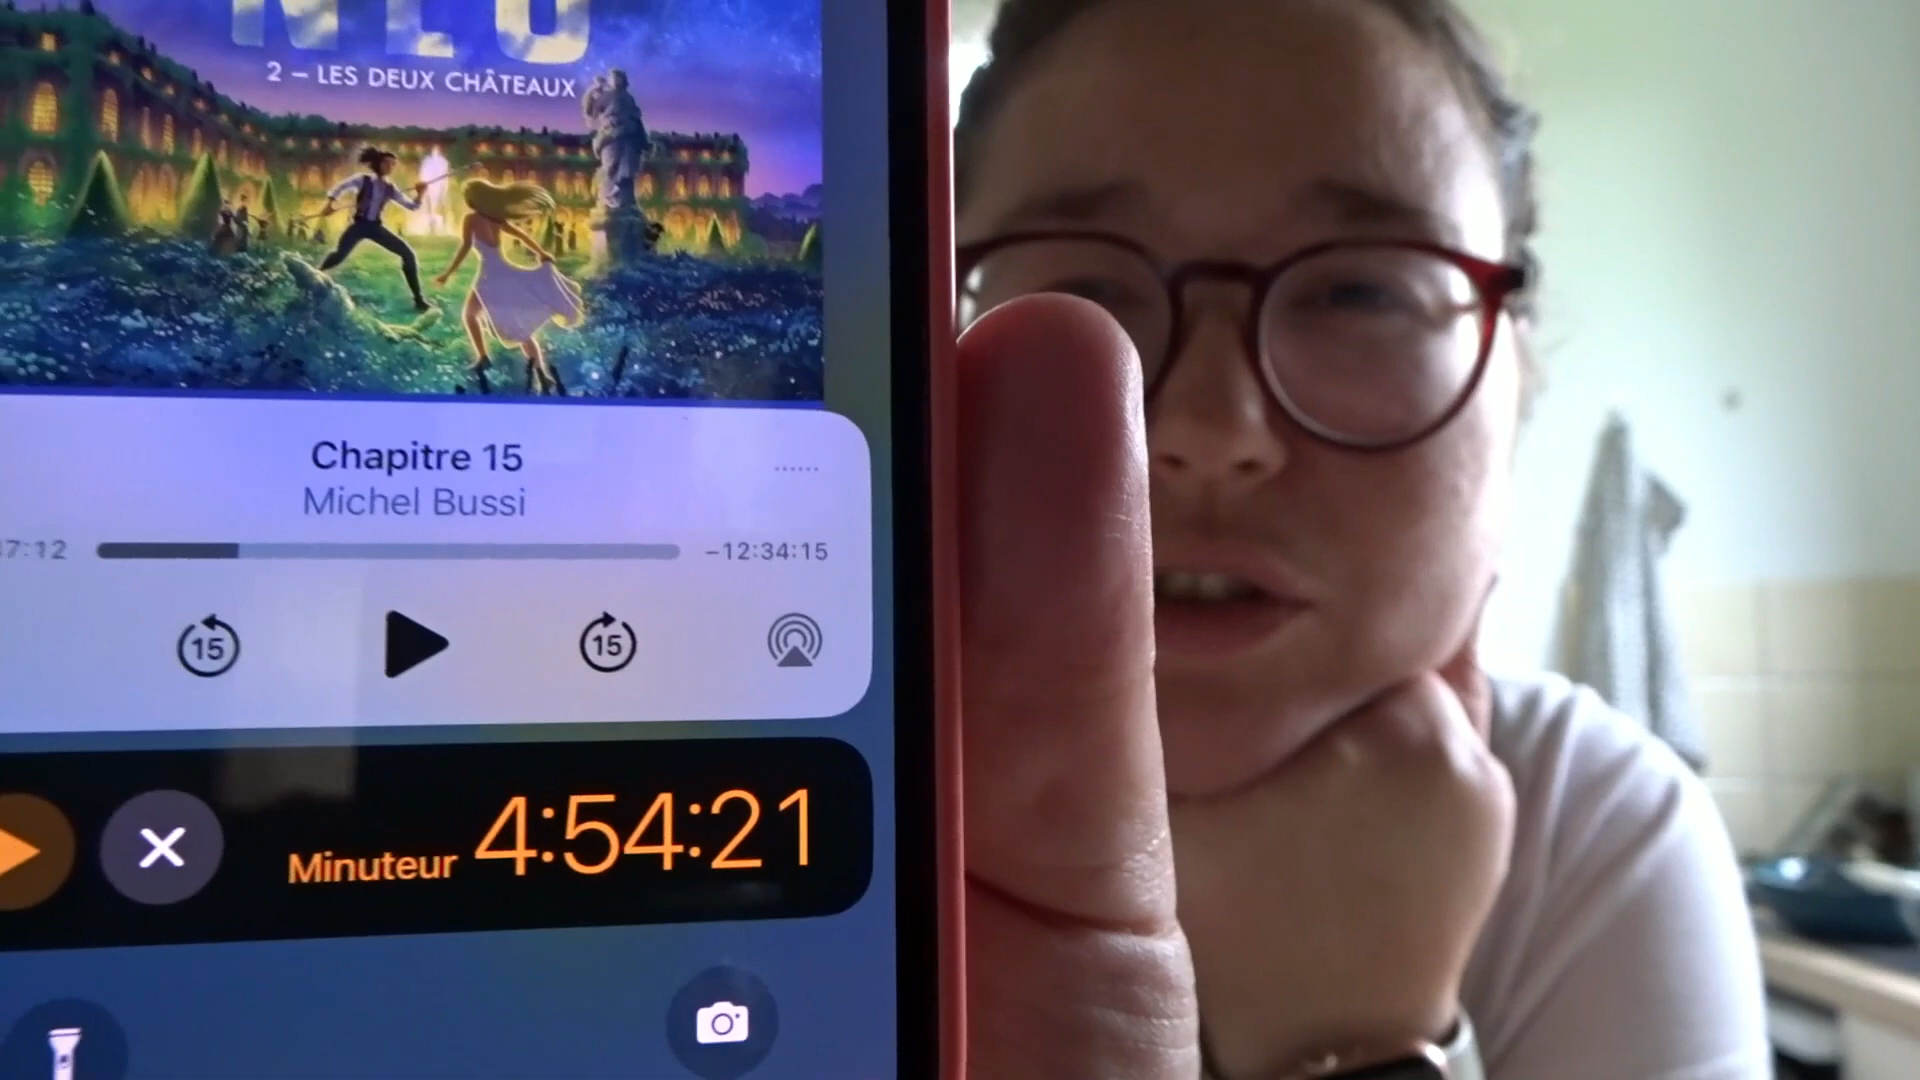 NEO
2 – LES DEUX CHÂTEAUX
Chapitre 15
Michel Bussi
7:12
–12:34:15
15
15
Minuteur 4:54:21